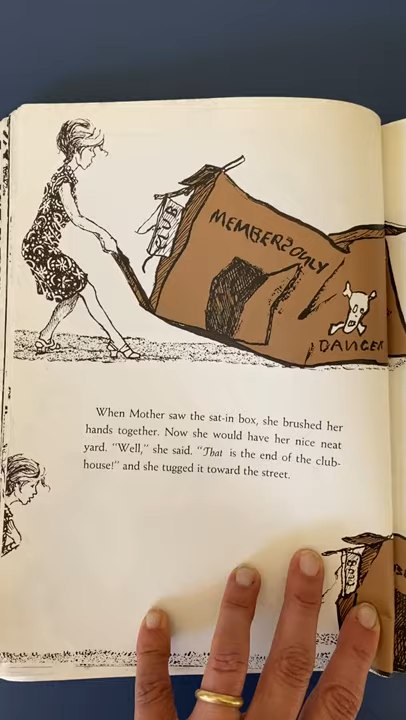 CLUB
MEMBERS ONLY
DANGER
When Mother saw the sat-in box, she brushed her
hands together. Now she would have her nice neat
yard. "Well," she said. "That is the end of the club-
house!" and she tugged it toward the street.